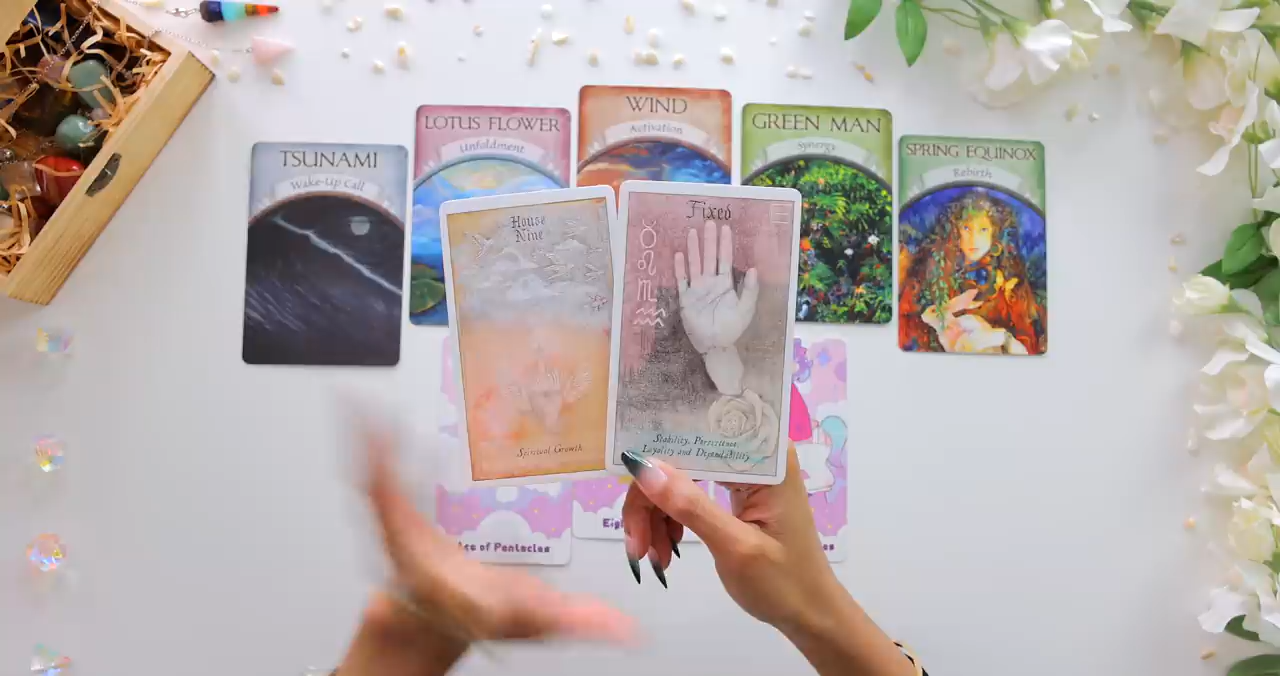 TSUNAMI
Wake-Up Call
LOTUS FLOWER
Unfoldment
WIND
Activation
GREEN MAN
Synergy
SPRING EQUINOX
Rebirth
House
Nine
Spiritual Growth
Fixed
♉
♌
♏
♒
Stability, Persistence,
Loyalty and Dependability
Ace of Pentacles